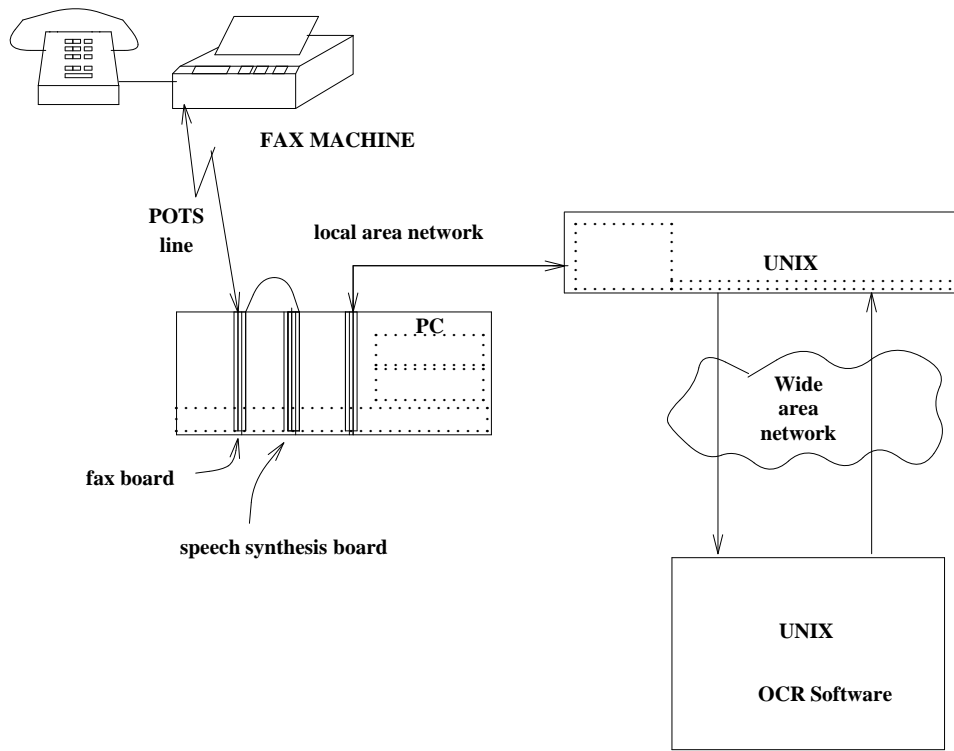 FAX MACHINE
POTS
line
local area network
UNIX
PC
Wide
area
network
fax board
speech synthesis board
UNIX
OCR Software